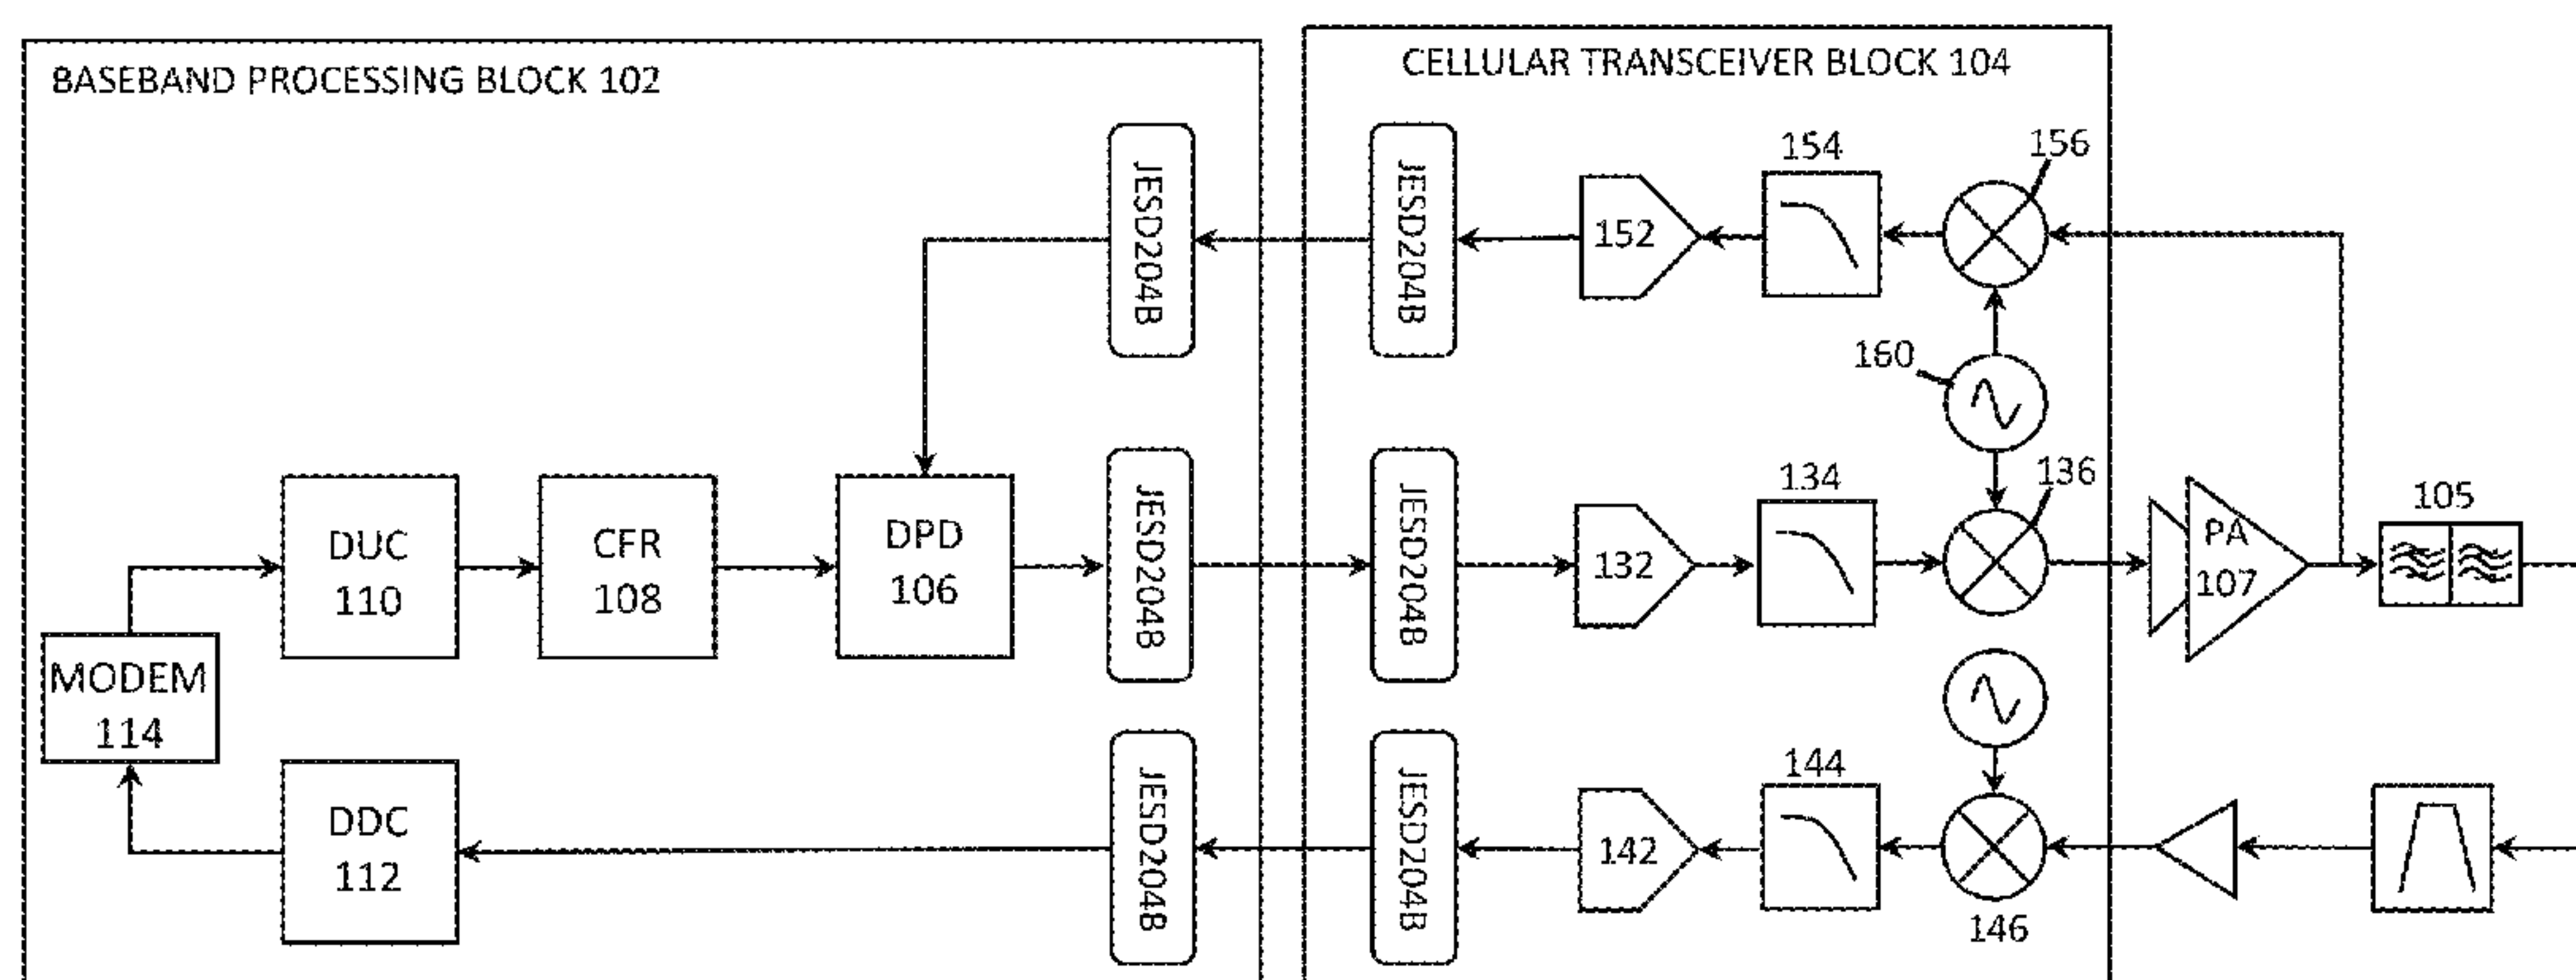 BASEBAND PROCESSING BLOCK 102
CELLULAR TRANSCEIVER BLOCK 104
JESD204B
JESD204B
152
154
156
160
DUC
110
CFR
108
DPD
106
JESD204B
JESD204B
132
134
136
PA
107
105
MODEM
114
DDC
112
JESD204B
JESD204B
142
144
146